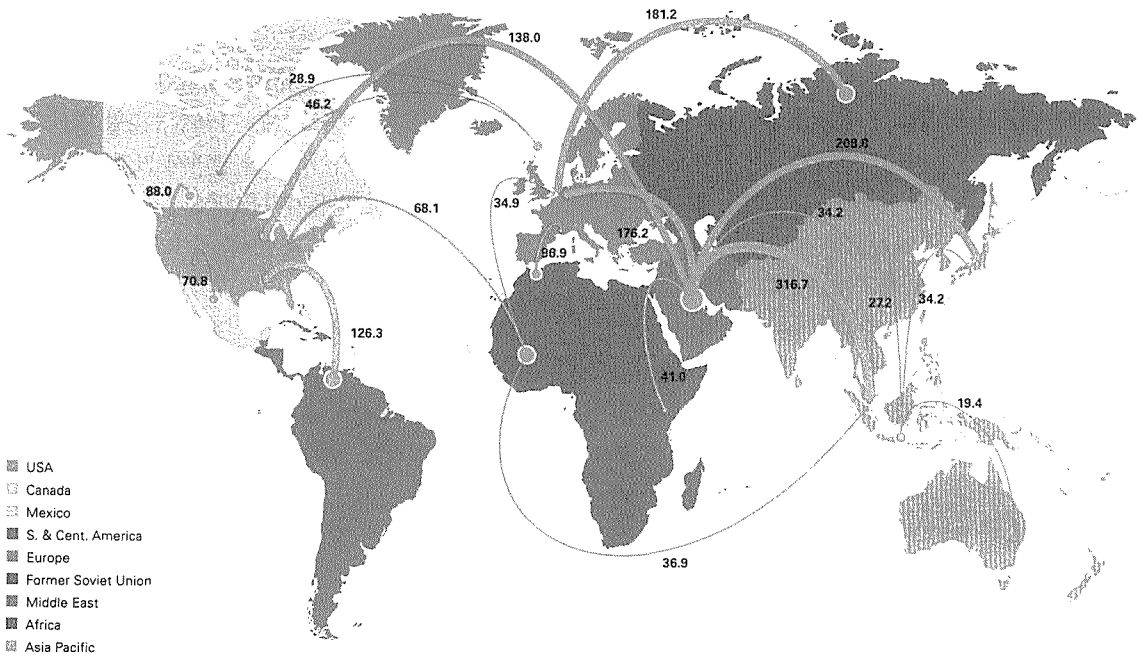 181.2
138.0
28.9
46.2
208.0
88.0
34.9
68.1
34.2
176.2
96.9
70.8
316.7
27.2
34.2
126.3
41.0
19.4
36.9
USA
Canada
Mexico
S. & Cent. America
Europe
Former Soviet Union
Middle East
Africa
Asia Pacific